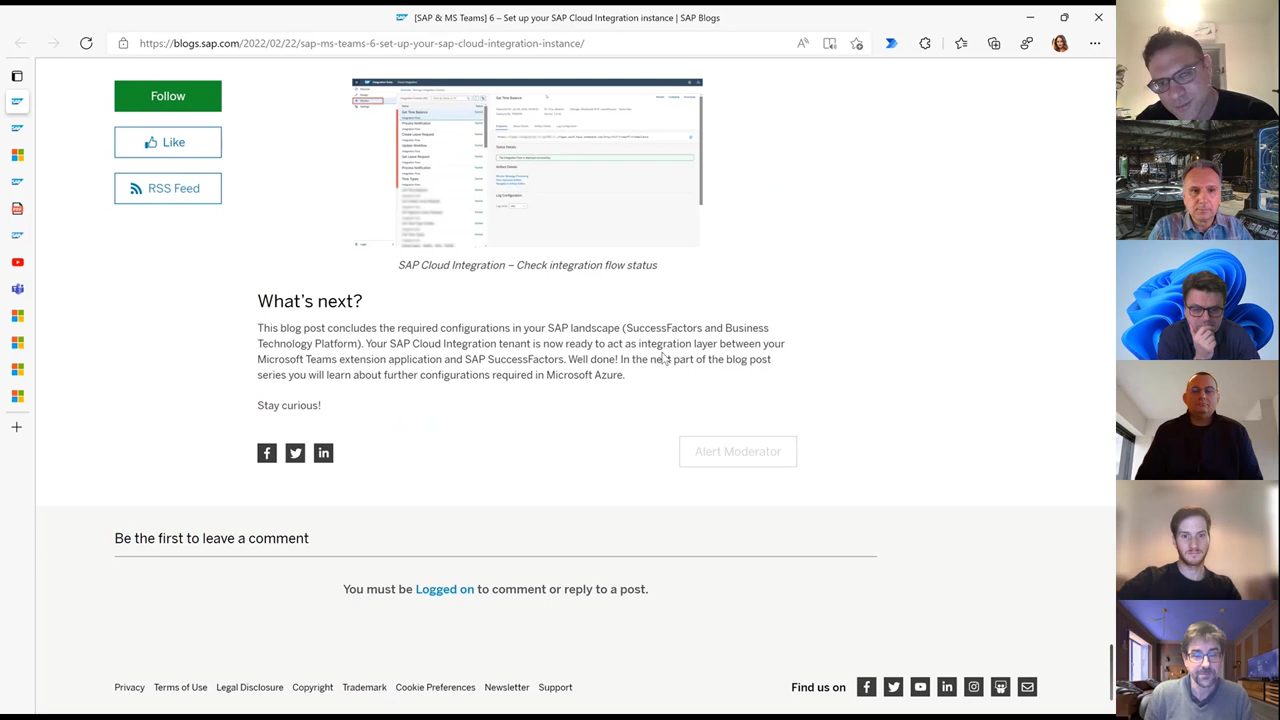 [SAP & MS Teams] 6 – Set up your SAP Cloud Integration instance | SAP Blogs
https://blogs.sap.com/2022/02/22/sap-ms-teams-6-set-up-your-sap-cloud-integration-instance/
Follow
Like
RSS Feed
SAP Cloud Integration – Check integration flow status
What's next?
This blog post concludes the required configurations in your SAP landscape (SuccessFactors and Business
Technology Platform). Your SAP Cloud Integration tenant is now ready to act as integration layer between your
Microsoft Teams extension application and SAP SuccessFactors. Well done! In the next part of the blog post
series you will learn about further configurations required in Microsoft Azure.
Stay curious!
Alert Moderator
Be the first to leave a comment
You must be Logged on to comment or reply to a post.
Privacy Terms of Use Legal Disclosure Copyright Trademark Cookie Preferences Newsletter Support
Find us on